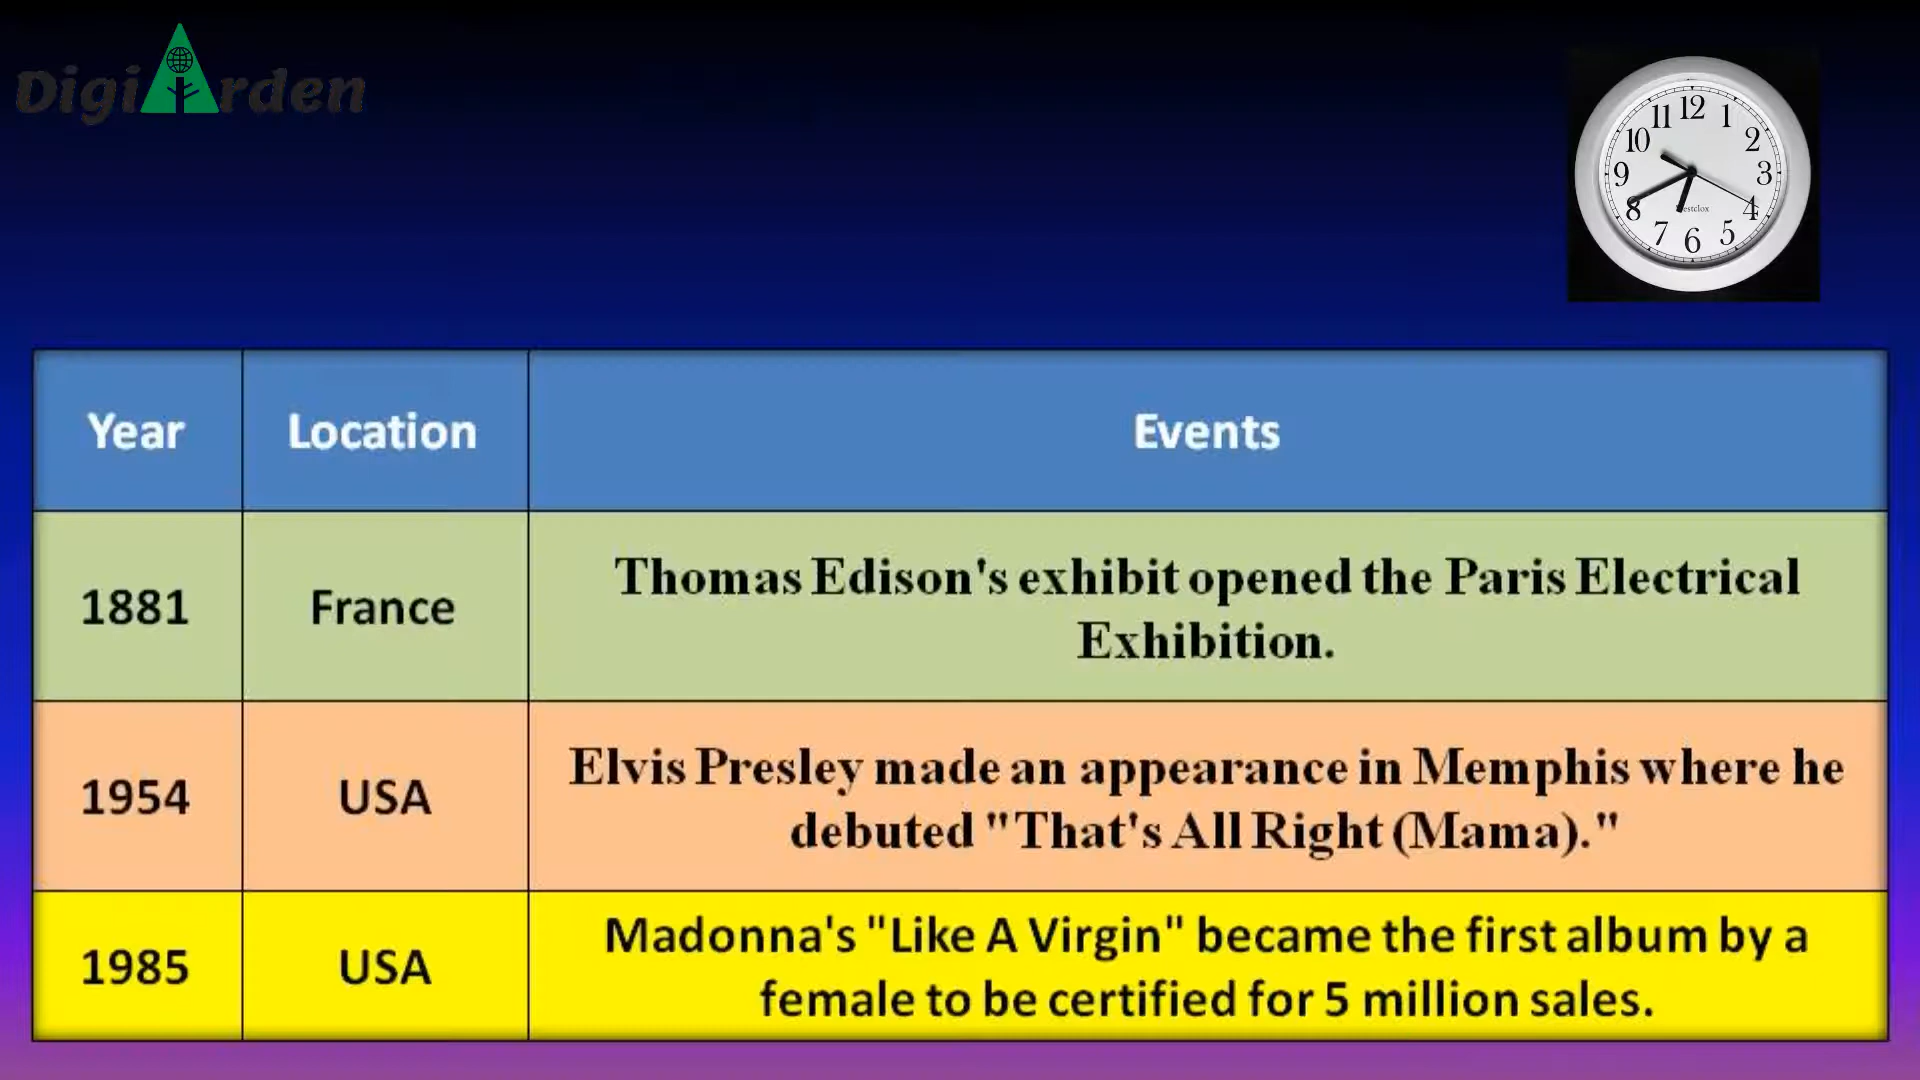 DigiArden
11 12 1
10 2
9 3
8 4
7 6 5
Year Location Events
1881 France Thomas Edison's exhibit opened the Paris Electrical
Exhibition.
1954 USA Elvis Presley made an appearance in Memphis where he
debuted "That's All Right (Mama)."
1985 USA Madonna's "Like A Virgin" became the first album by a
female to be certified for 5 million sales.